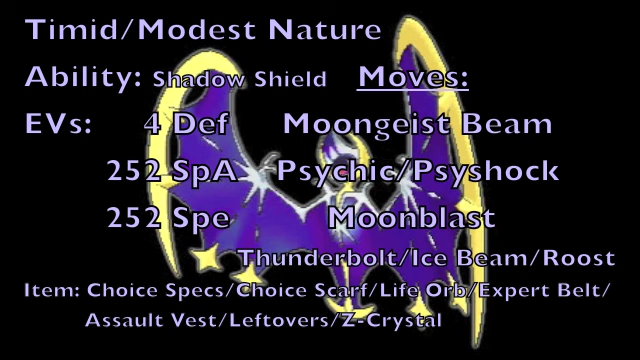 Timid/Modest Nature
Ability: Shadow Shield Moves:
EVs: 4 Def Moongeist Beam
252 SpA Psychic/Psyshock
252 Spe Moonblast
Thunderbolt/Ice Beam/Roost
Item: Choice Specs/Choice Scarf/Life Orb/Expert Belt/
Assault Vest/Leftovers/Z-Crystal